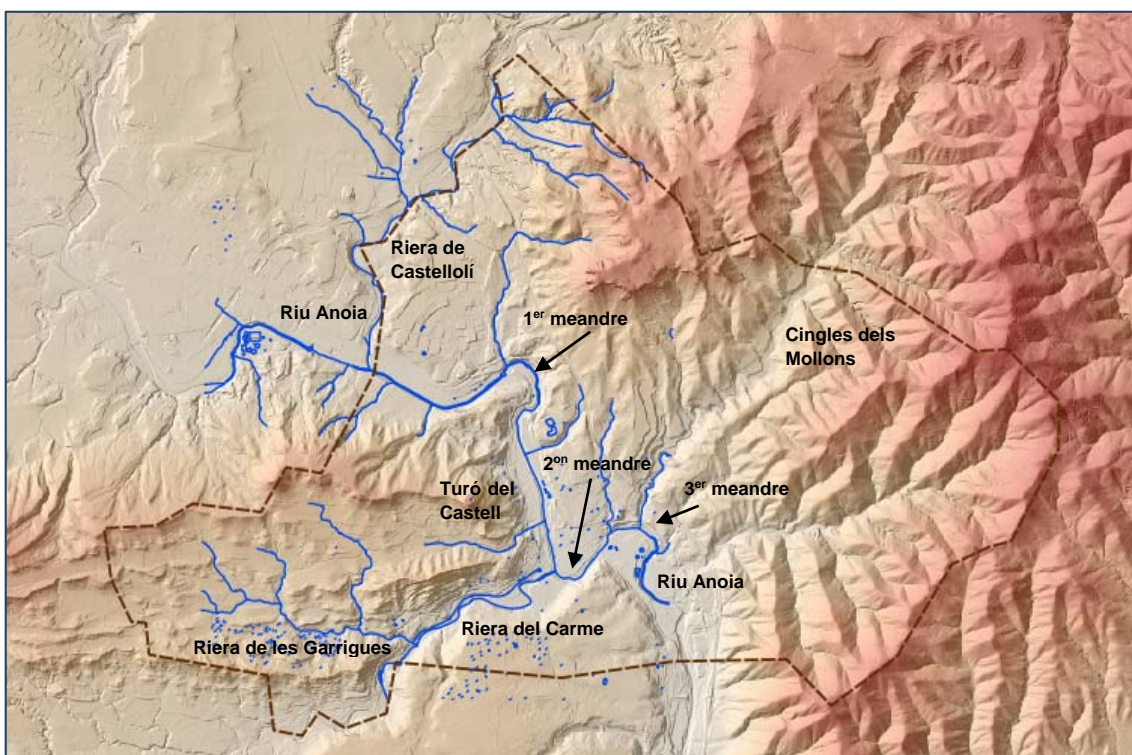 Riera de
Castellolí
Riu Anoia
1er meandre
Cingles dels
Mollons
2on meandre
Turó del
Castell
3er meandre
Riu Anoia
Riera del Carme
Riera de les Garrigues